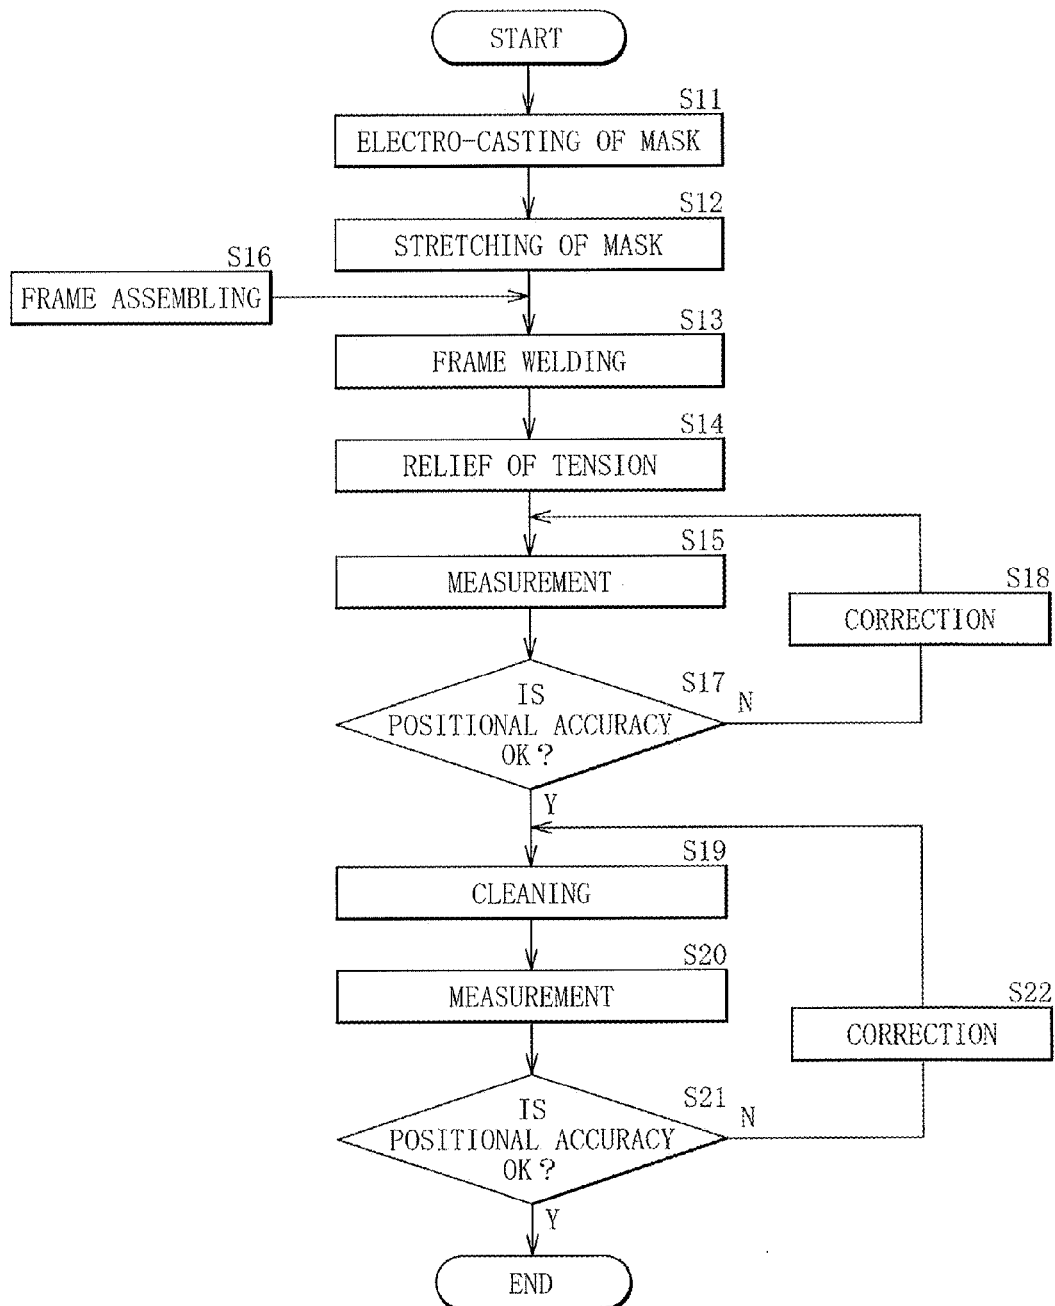 START
S11
ELECTRO-CASTING OF MASK
S12
STRETCHING OF MASK
S16
FRAME ASSEMBLING
S13
FRAME WELDING
S14
RELIEF OF TENSION
S15
MEASUREMENT
S18
CORRECTION
S17
N
IS
POSITIONAL ACCURACY
OK?
Y
S19
CLEANING
S20
MEASUREMENT
S22
CORRECTION
S21
N
IS
POSITIONAL ACCURACY
OK?
Y
END